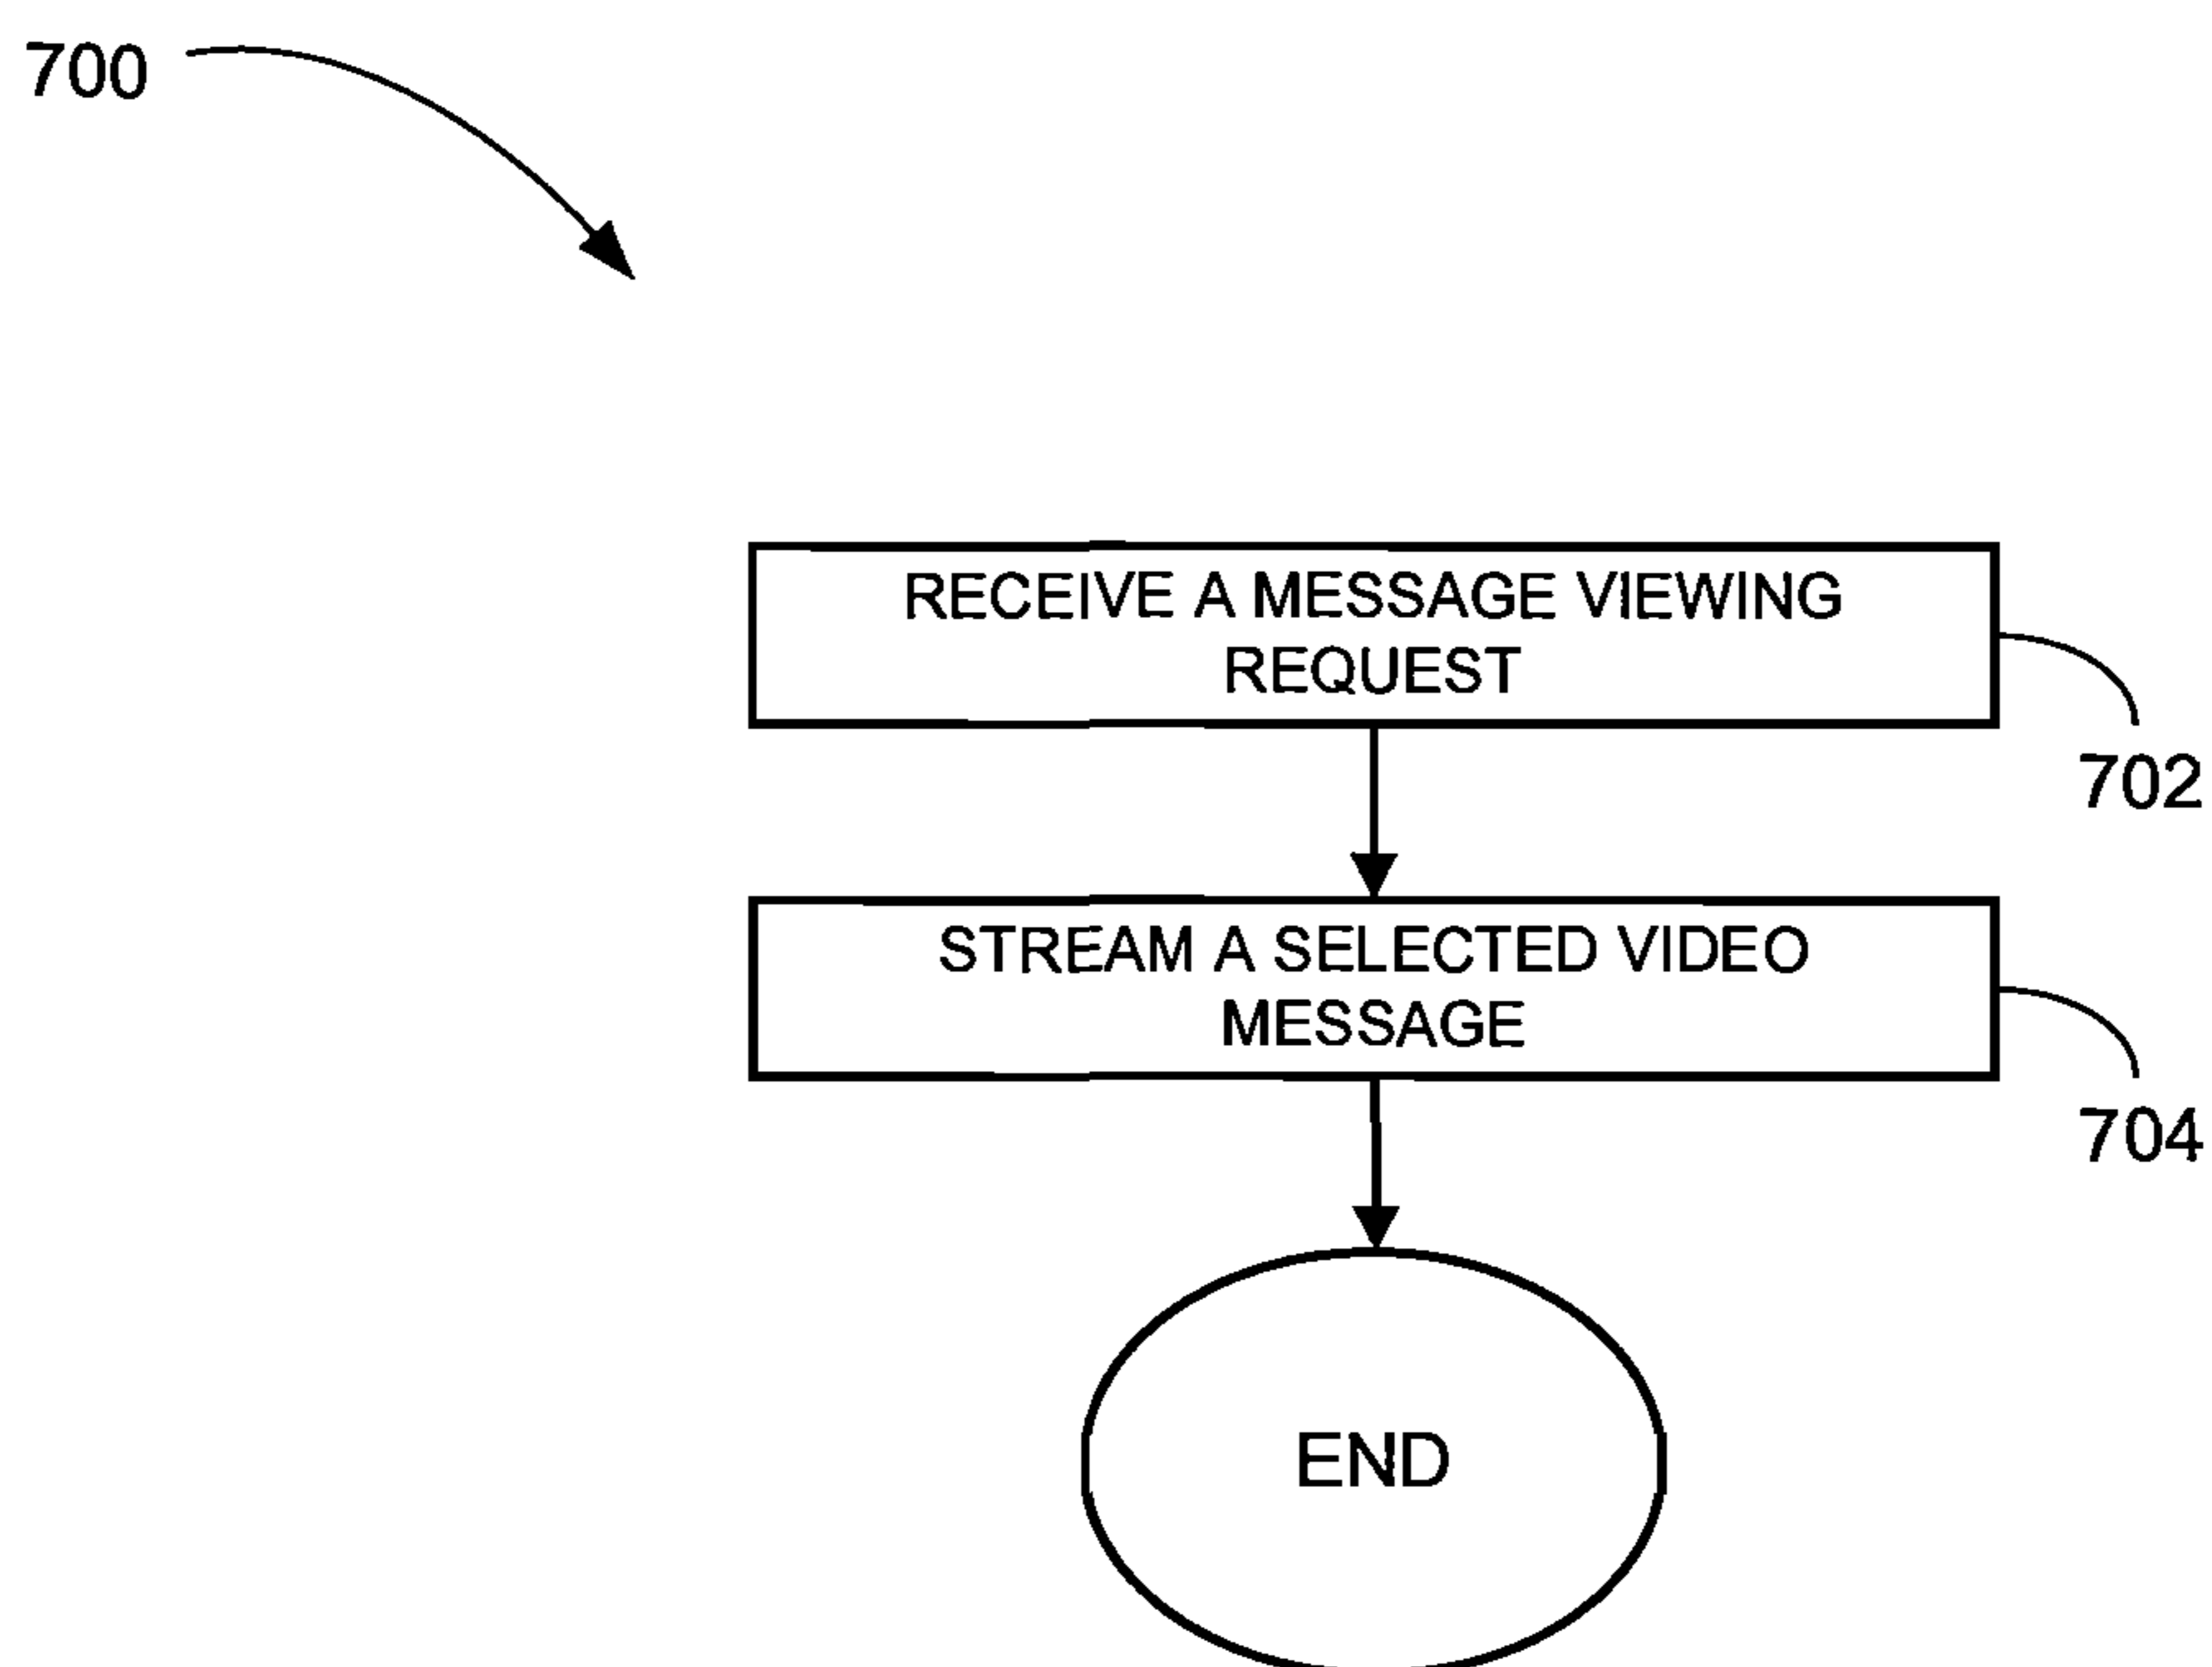 700
RECEIVE A MESSAGE VIEWING
REQUEST
702
STREAM A SELECTED VIDEO
MESSAGE
704
END